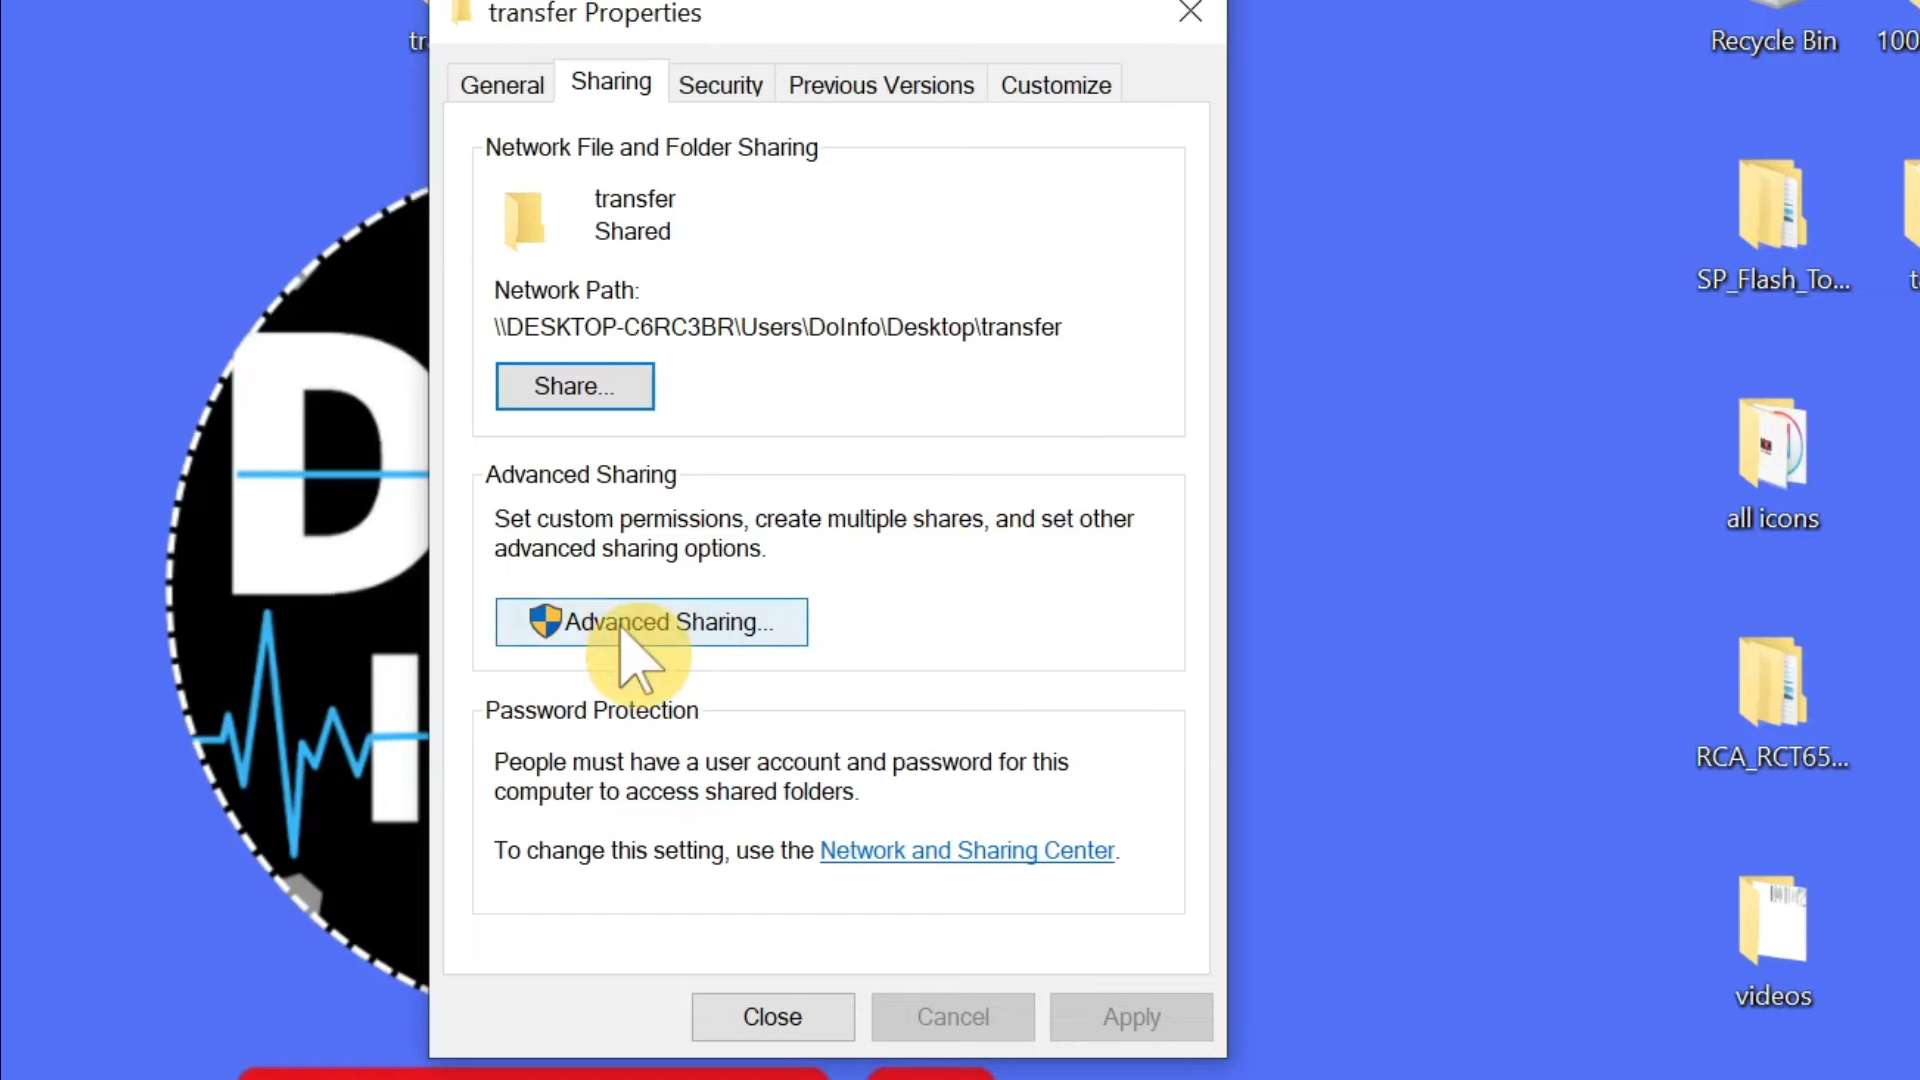 transfer Properties
Recycle Bin
100
General
Sharing
Security
Previous Versions
Customize
Network File and Folder Sharing
transfer
Shared
Network Path:
\\DESKTOP-C6RC3BR\Users\DoInfo\Desktop\transfer
Share...
SP_Flash_To...
Advanced Sharing
Set custom permissions, create multiple shares, and set other
advanced sharing options.
all icons
Advanced Sharing...
Password Protection
People must have a user account and password for this
computer to access shared folders.
To change this setting, use the Network and Sharing Center.
RCA_RCT65...
videos
Close
Cancel
Apply
D